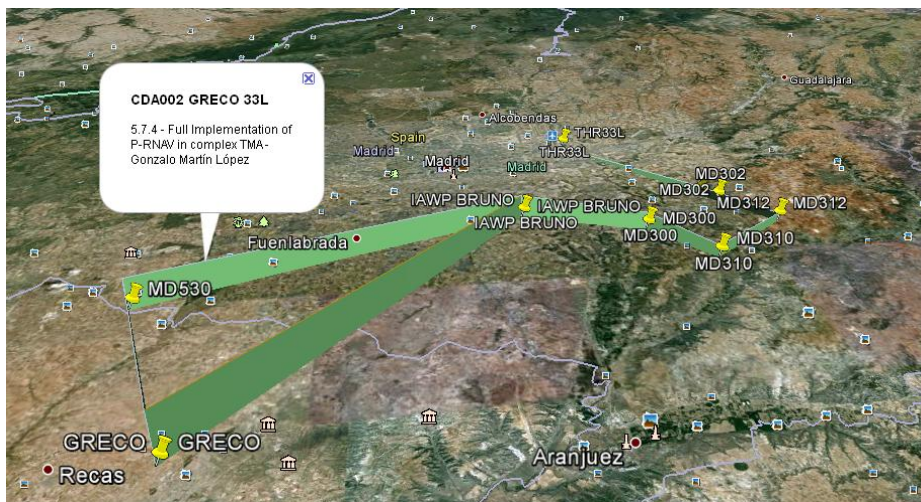 CDA002 GRECO 33L
5.7.4 - Full Implementation of
P-RNAV in complex TMA-
Gonzalo Martín López
Guadalajara
Alcobendas
THR33L
THR33L
Spain
Madrid
Madrid
Madrid
MD302
MD302
MD312
MD312
IAWP BRUNO
IAWP BRUNO
IAWP BRUNO
MD300
MD300
MD310
MD310
Fuenlabrada
MD530
GRECO
GRECO
Recas
Aranjuez